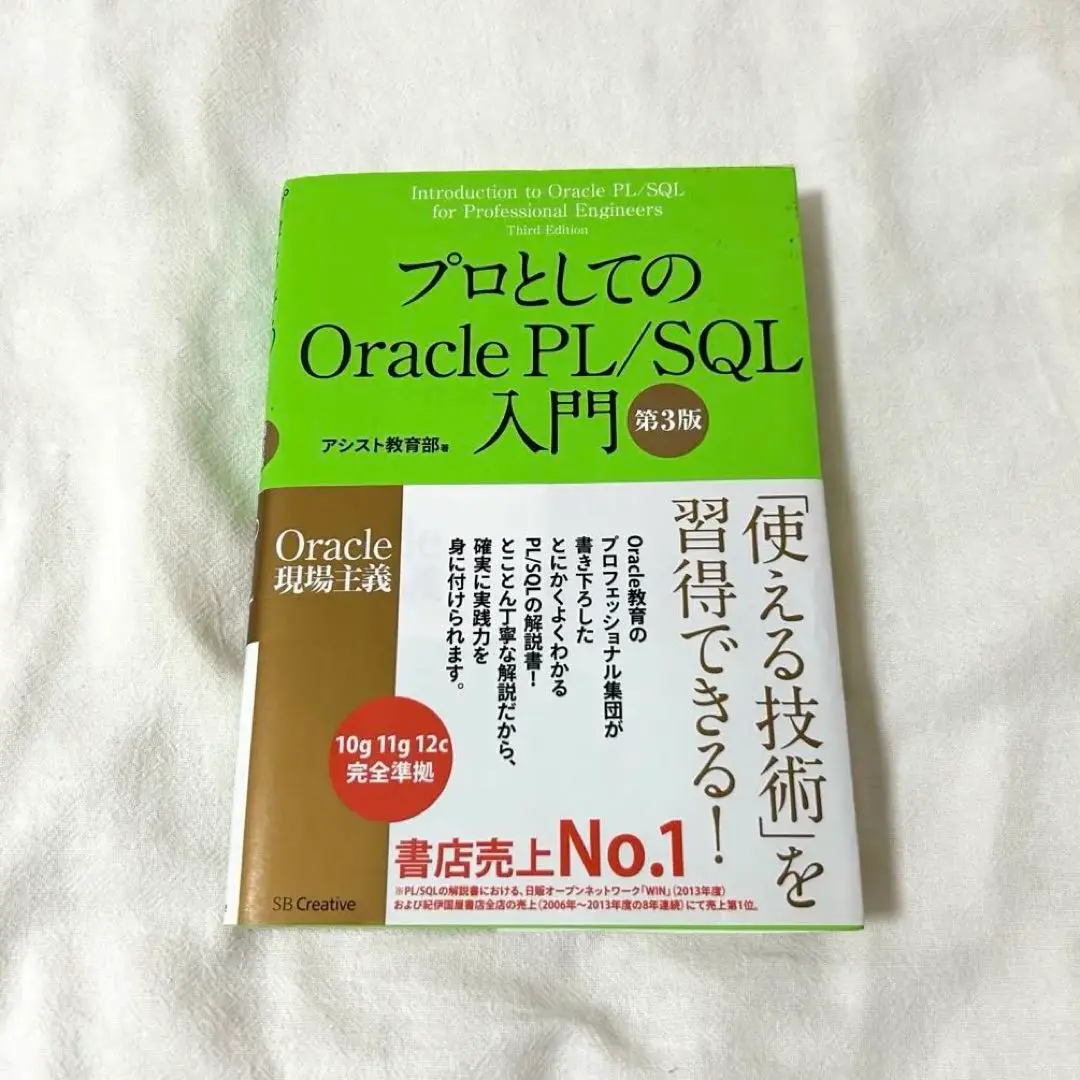 Introduction to Oracle PL/SQL
for Professional Engineers
Third Edition
プロとしての
Oracle PL/SQL
入門
第3版
アシスト教育部著
「使える技術」を
習得できる!
Oracle教育の
プロフェッショナル集団が
書き下ろした
とにかくよくわかる
PL/SQLの解説書!
とことん丁寧な解説だから、
確実に実践力を
身に付けられます。
Oracle
現場主義
10g 11g 12c
完全準拠
書店売上No.1
※PL/SQLの解説書における、日販オープンネットワーク「WIN」(2013年度)
および紀伊國屋書店全店の売上(2006年~2013年度の8年連続)にて売上第1位。
SB Creative